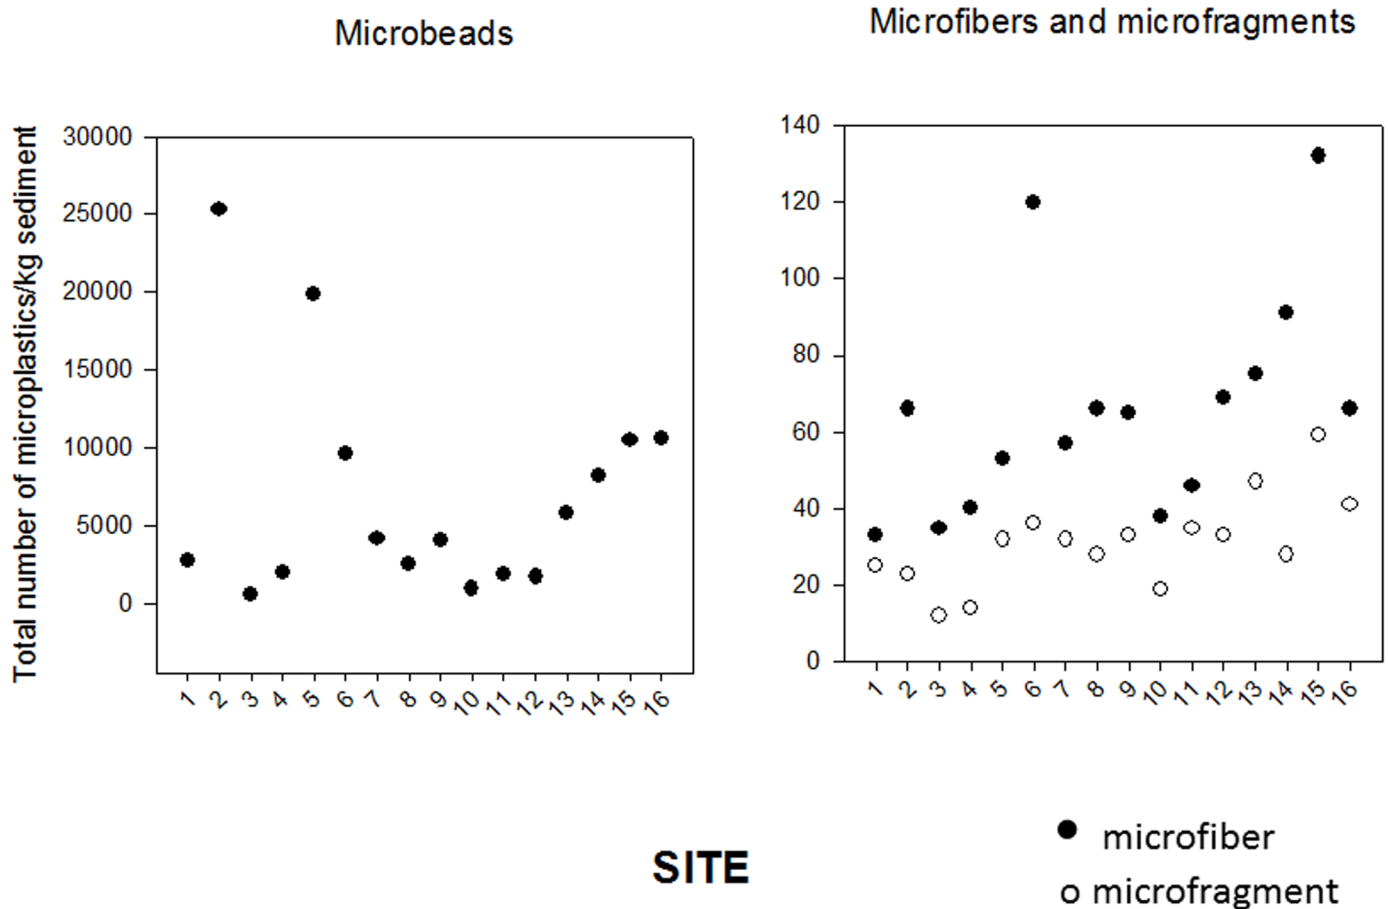 Microbeads
Total number of microplastics/kg sediment
30000
25000
20000
15000
10000
5000
0
1 2 3 4 5 6 7 8 9 10 11 12 13 14 15 16
Microfibers and microfragments
140
120
100
80
60
40
20
0
1 2 3 4 5 6 7 8 9 10 11 12 13 14 15 16
SITE
microfiber
microfragment